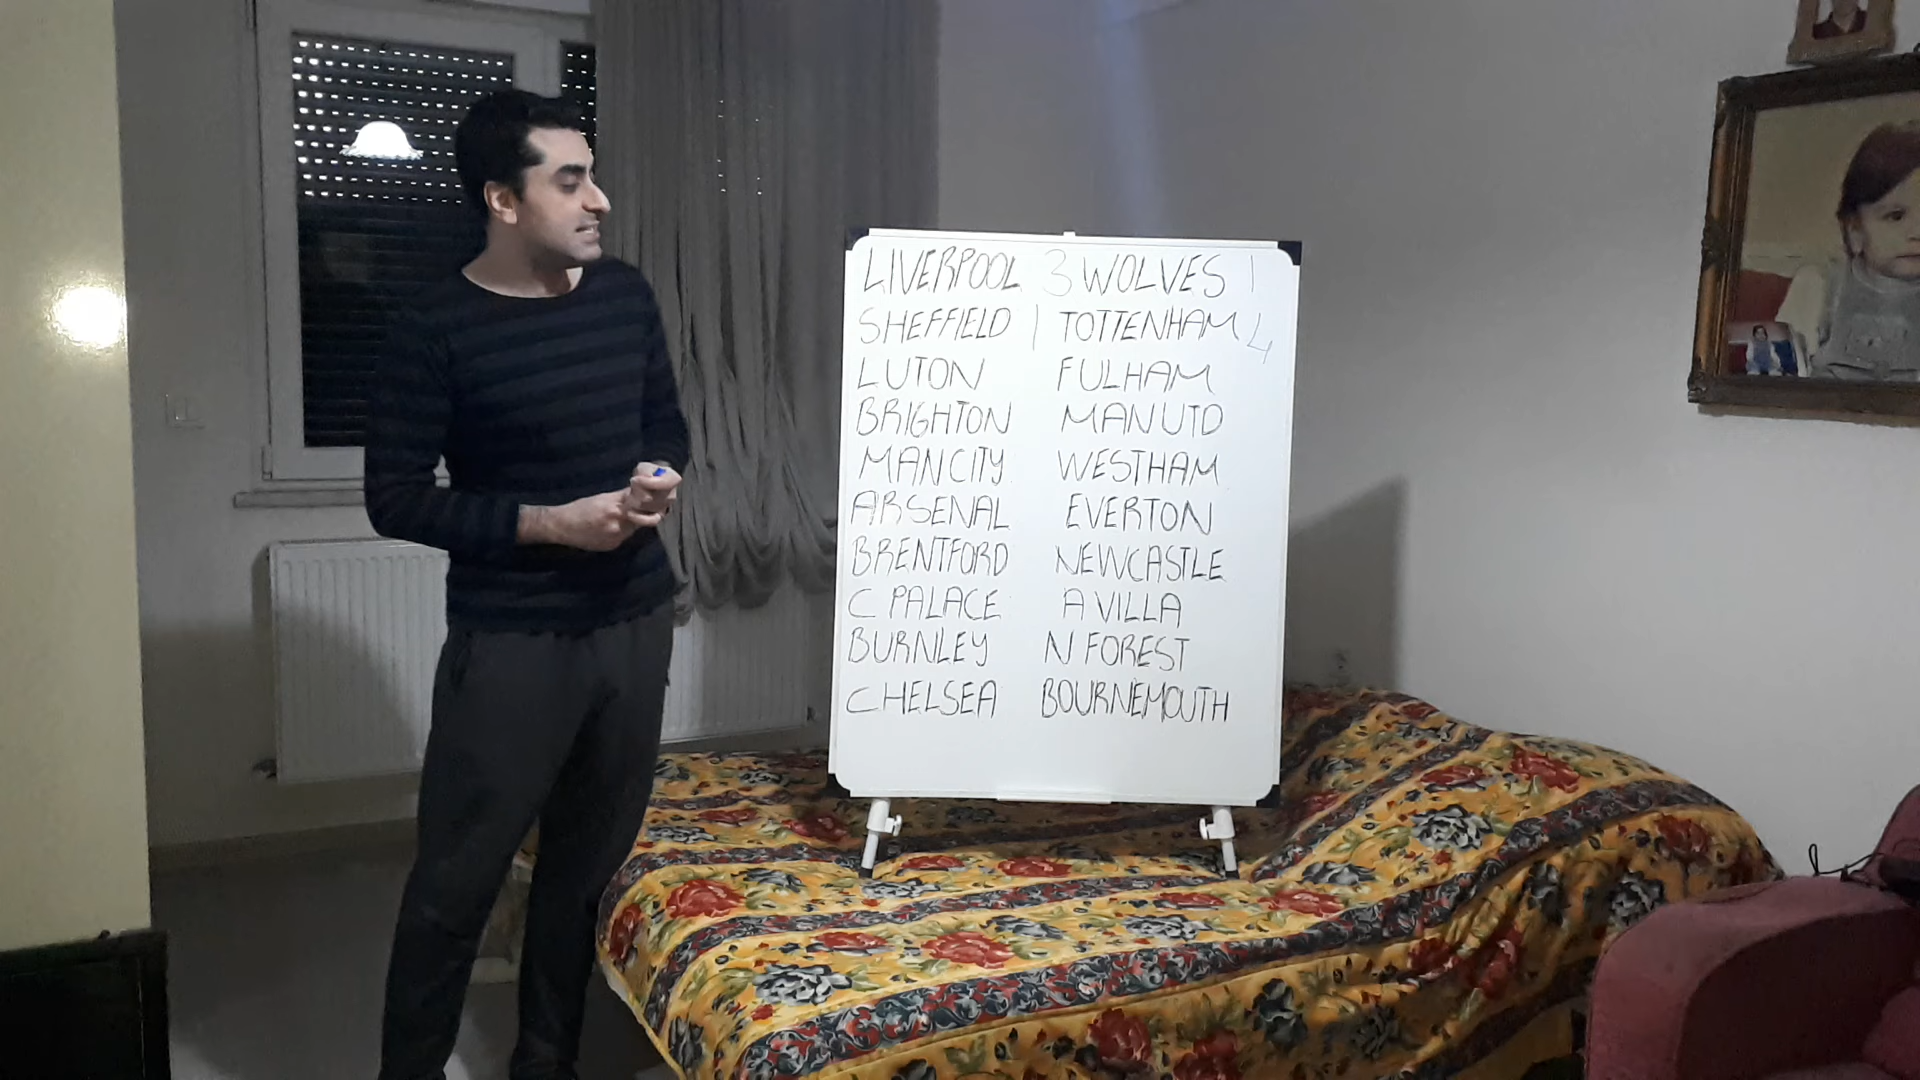 LIVERPOOL 3 WOLVES 1
SHEFFIELD 1 TOTTENHAM 4
LUTON FULHAM
BRIGHTON MAN UTD
MAN CITY WESTHAM
ARSENAL EVERTON
BRENTFORD NEWCASTLE
C PALACE A VILLA
BURNLEY N FOREST
CHELSEA BOURNEMOUTH